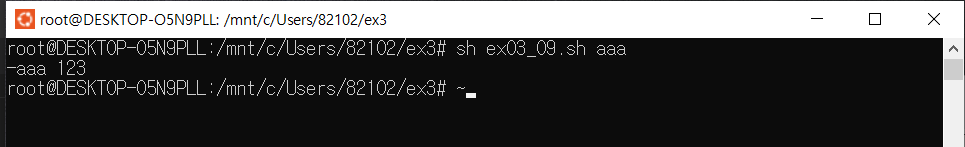 root@DESKTOP-O5N9PLL: /mnt/c/Users/82102/ex3
root@DESKTOP-O5N9PLL:/mnt/c/Users/82102/ex3# sh ex03_09.sh aaa
-aaa 123
root@DESKTOP-O5N9PLL:/mnt/c/Users/82102/ex3# ~